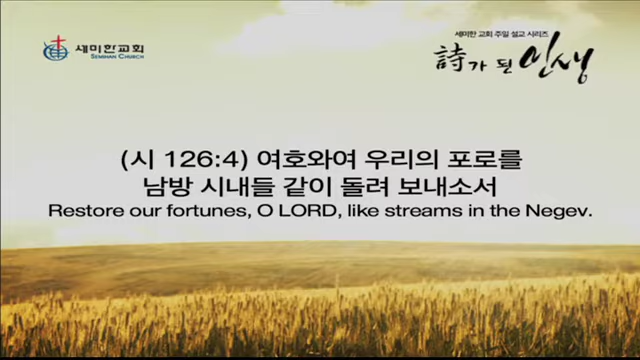 세미한교회
SEMIHAN CHURCH
세미한 교회 주일 설교 시리즈
詩가 된 인생
(시 126:4) 여호와여 우리의 포로를
남방 시내들 같이 돌려 보내소서
Restore our fortunes, O LORD, like streams in the Negev.